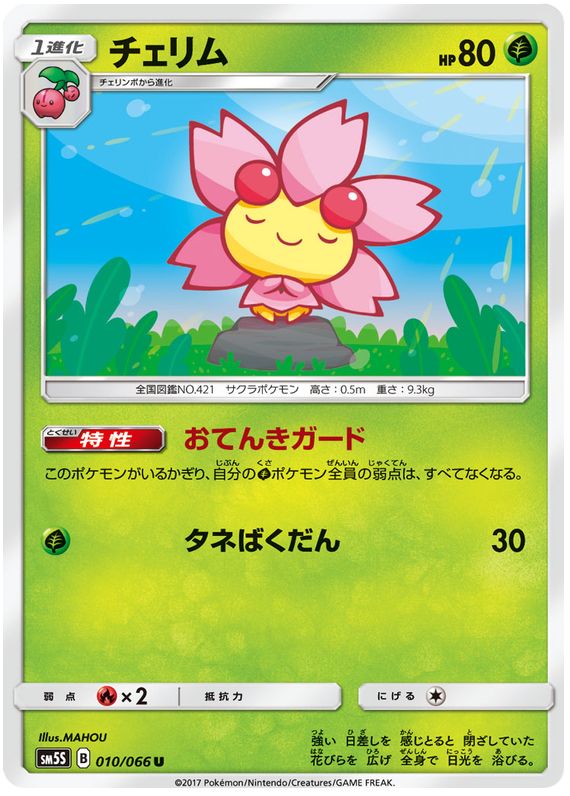 1進化 チェリム HP80
チェリンボから進化
全国図鑑NO.421 サクラポケモン 高さ:0.5m 重さ:9.3kg
とくせい
特性 おてんきガード
このポケモンがいるかぎり、自分のポケモン全員の弱点は、すべてなくなる。
タネばくだん 30
弱点 ×2 抵抗力 にげる
Illus.MAHOU
SM5S B 010/066 U
強い 日差しを 感じとると 閉ざしていた
花びらを 広げ 全身で 日光を 浴びる。
©2017 Pokémon/Nintendo/Creatures/GAME FREAK.